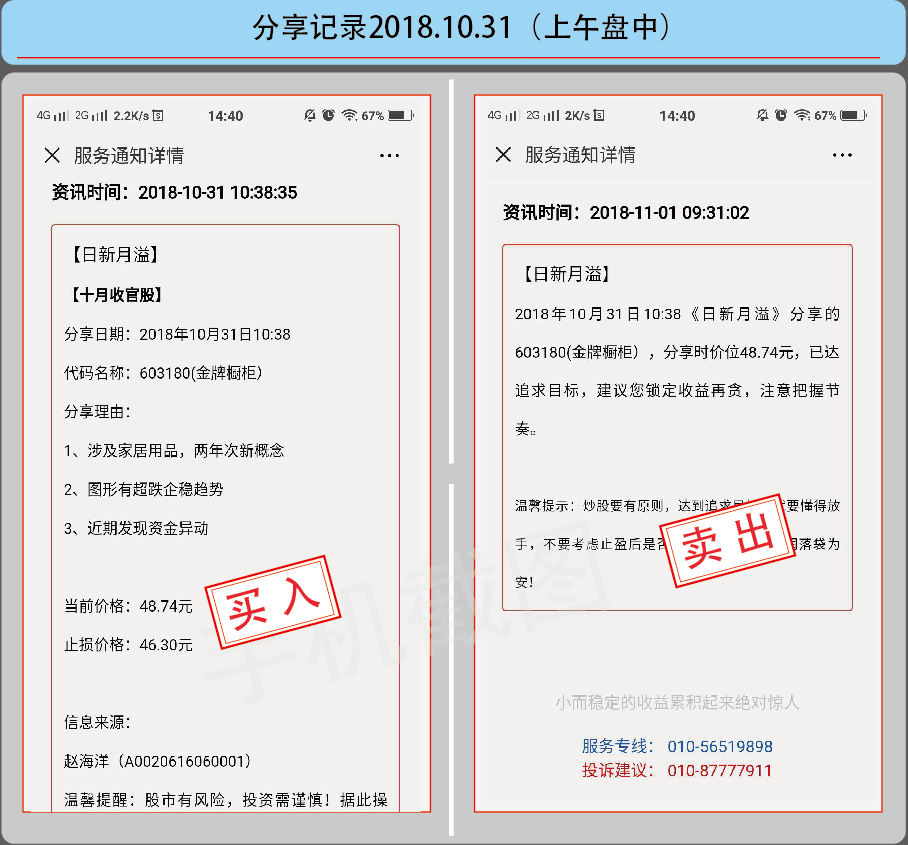 分享记录2018.10.31（上午盘中）
4G 2G 2.2K/s 14:40 67%
服务通知详情
资讯时间：2018-10-31 10:38:35
【日新月溢】
【十月收官股】
分享日期：2018年10月31日10:38
代码名称：603180(金牌橱柜）
分享理由：
1、涉及家居用品，两年次新概念
2、图形有超跌企稳趋势
3、近期发现资金异动
当前价格：48.74元
止损价格：46.30元
买入
信息来源：
赵海洋（A0020616060001）
温馨提醒：股市有风险，投资需谨慎！据此操
4G 2G 2K/s 14:40 67%
服务通知详情
资讯时间：2018-11-01 09:31:02
【日新月溢】
2018年10月31日10:38《日新月溢》分享的
603180(金牌橱柜），分享时价位48.74元，已达
追求目标，建议您锁定收益再贪，注意把握节
奏。
温馨提示：炒股要有原则，达到追求 要懂得放
手，不要考虑止盈后是否 落袋为
安！
卖出
手机截图
小而稳定的收益累积起来绝对惊人
服务专线： 010-56519898
投诉建议： 010-87777911